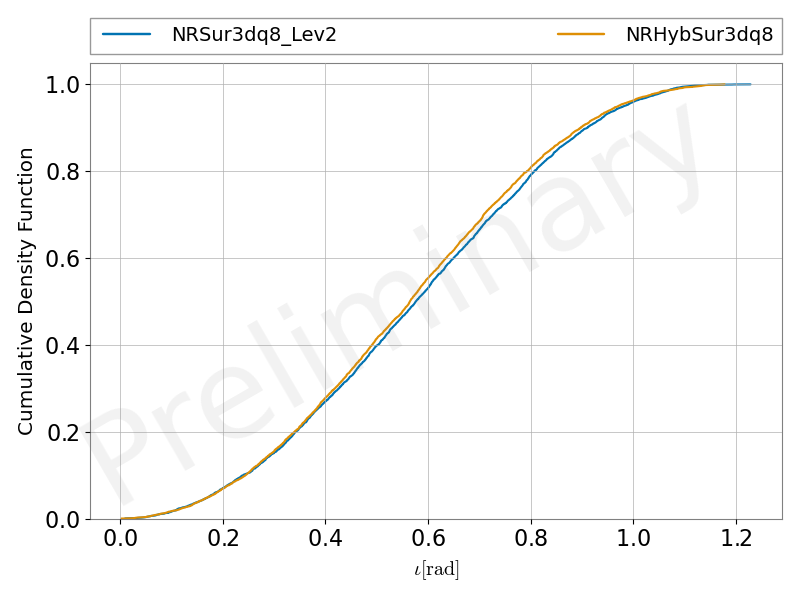 NRSur3dq8_Lev2 NRHybSur3dq8
1.0
0.8
0.6
0.4
0.2
0.0
Cumulative Density Function
Preliminary
0.0 0.2 0.4 0.6 0.8 1.0 1.2
ι[rad]